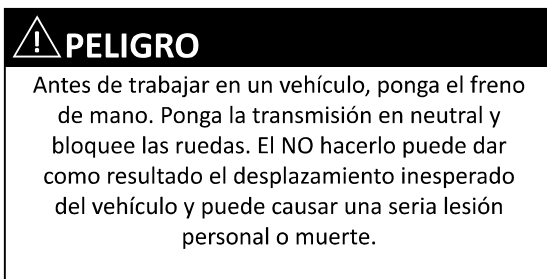 PELIGRO
Antes de trabajar en un vehículo, ponga el freno
de mano. Ponga la transmisión en neutral y
bloquee las ruedas. El NO hacerlo puede dar
como resultado el desplazamiento inesperado
del vehículo y puede causar una seria lesión
personal o muerte.